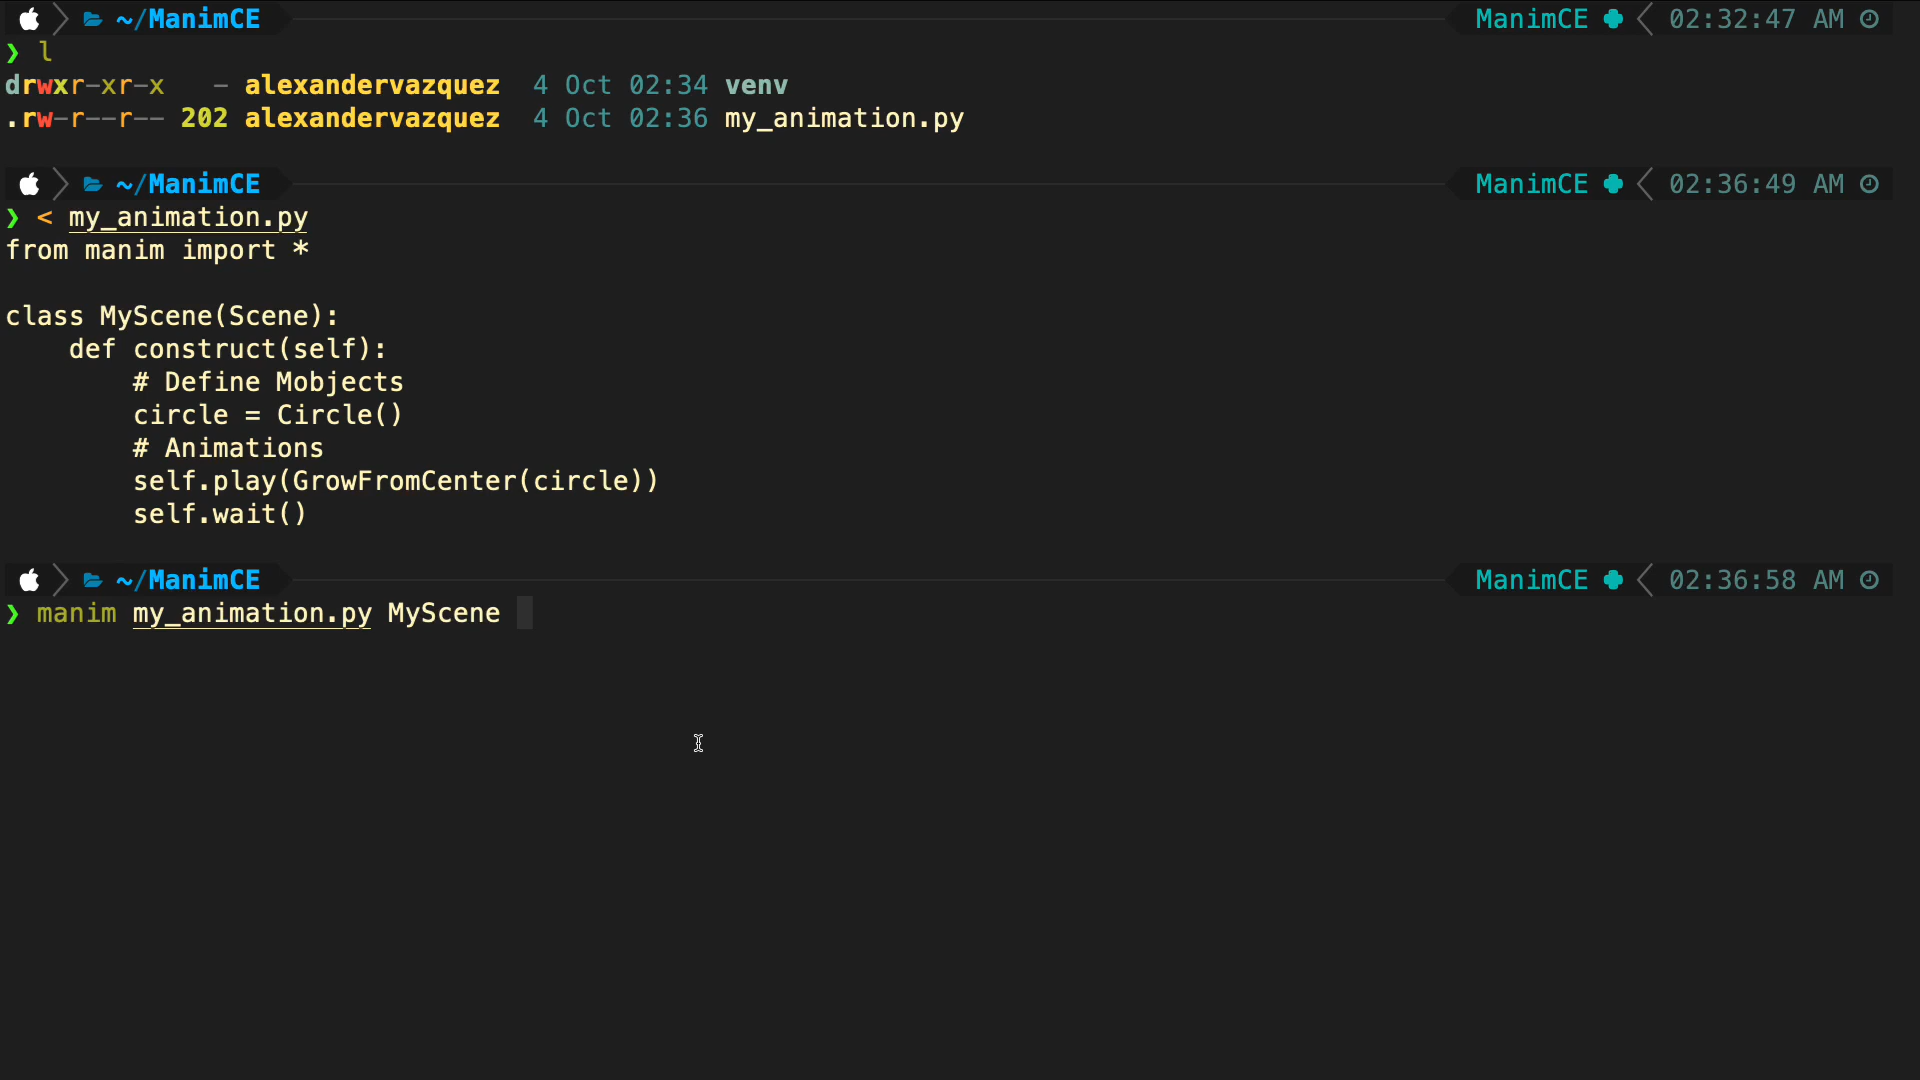 ~/ManimCE ManimCE 02:32:47 AM
❯ l
drwxr-xr-x - alexandervazquez 4 Oct 02:34 venv
.rw-r--r-- 202 alexandervazquez 4 Oct 02:36 my_animation.py
~/ManimCE ManimCE 02:36:49 AM
❯ < my_animation.py
from manim import *
class MyScene(Scene):
    def construct(self):
        # Define Mobjects
        circle = Circle()
        # Animations
        self.play(GrowFromCenter(circle))
        self.wait()
~/ManimCE ManimCE 02:36:58 AM
❯ manim my_animation.py MyScene